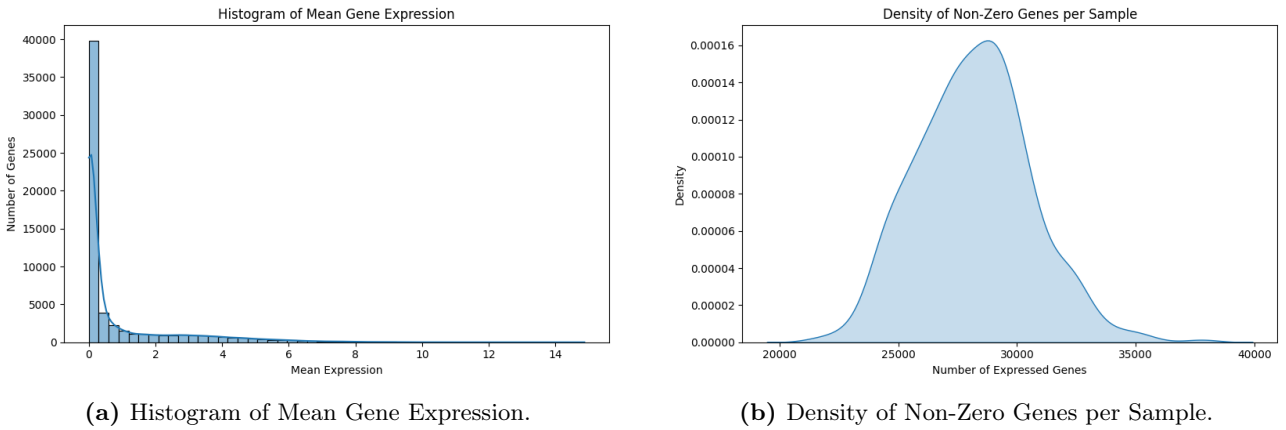 Histogram of Mean Gene Expression
40000
35000
30000
25000
20000
15000
10000
5000
0
Number of Genes
0 2 4 6 8 10 12 14
Mean Expression
(a) Histogram of Mean Gene Expression.
Density of Non-Zero Genes per Sample
0.00016
0.00014
0.00012
0.00010
0.00008
0.00006
0.00004
0.00002
0.00000
Density
20000 25000 30000 35000 40000
Number of Expressed Genes
(b) Density of Non-Zero Genes per Sample.